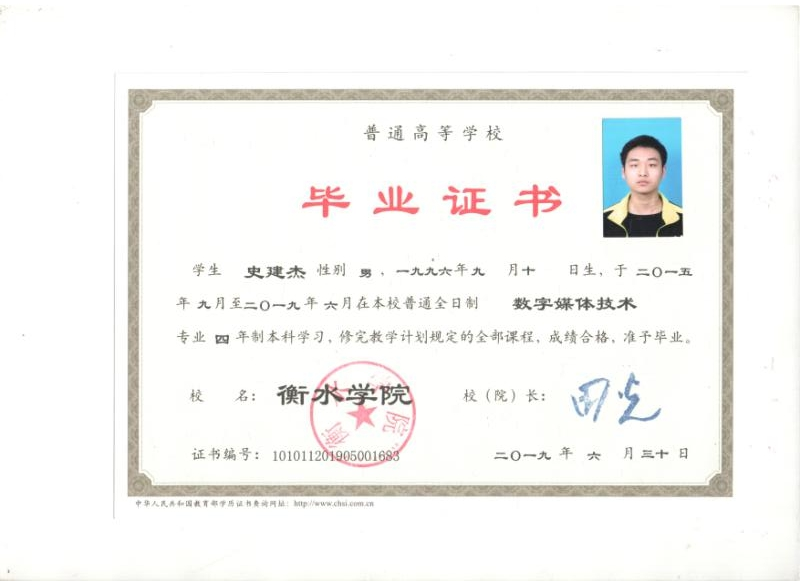 普通高等学校
毕业证书
学生 史建杰 性别 男，一九九六年九 月十 日生，于二〇一五
年九月至二〇一九年六月在本校普通全日制 数字媒体技术
专业 四 年制本科学习，修完教学计划规定的全部课程，成绩合格，准予毕业。
校 名： 衡水学院 校（院）长： 田光
证书编号： 101011201905001683 二〇一九 年 六 月三十日
中华人民共和国教育部学历证书查询网址： http://www.chsi.com.cn